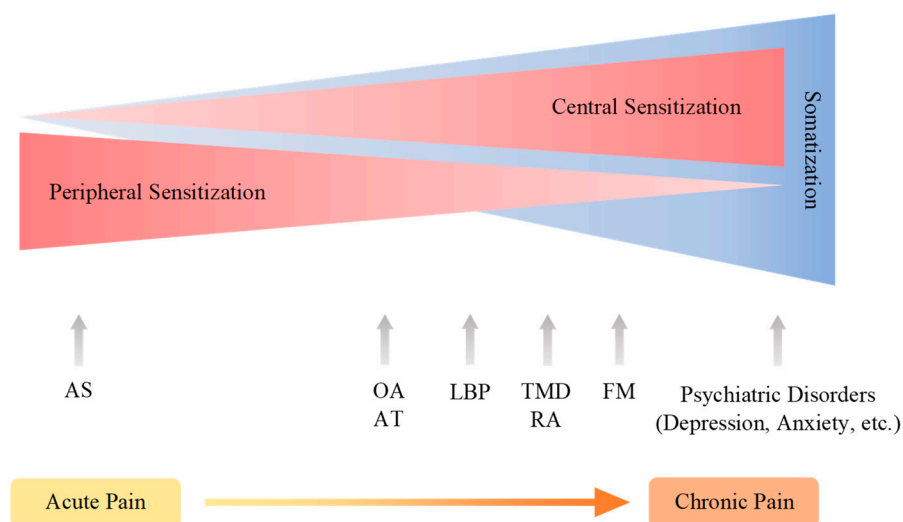 Central Sensitization
Somatization
Peripheral Sensitization
AS
OA
AT
LBP
TMD
RA
FM
Psychiatric Disorders
(Depression, Anxiety, etc.)
Acute Pain
Chronic Pain